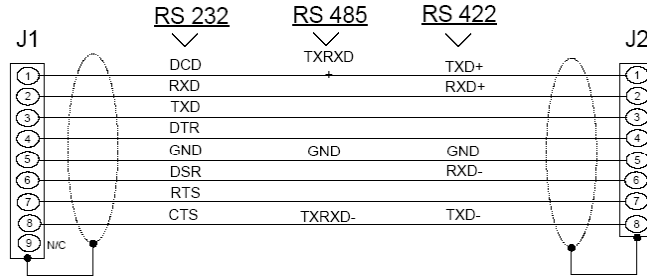 RS 232 RS 485 RS 422
J1 J2
DCD TXRXD TXD+
1 + 1
RXD RXD+
2 2
TXD
3 3
DTR
4 4
GND GND GND
5 5
DSR RXD-
6 6
RTS
7 7
CTS TXRXD- TXD-
8 8
9 N/C